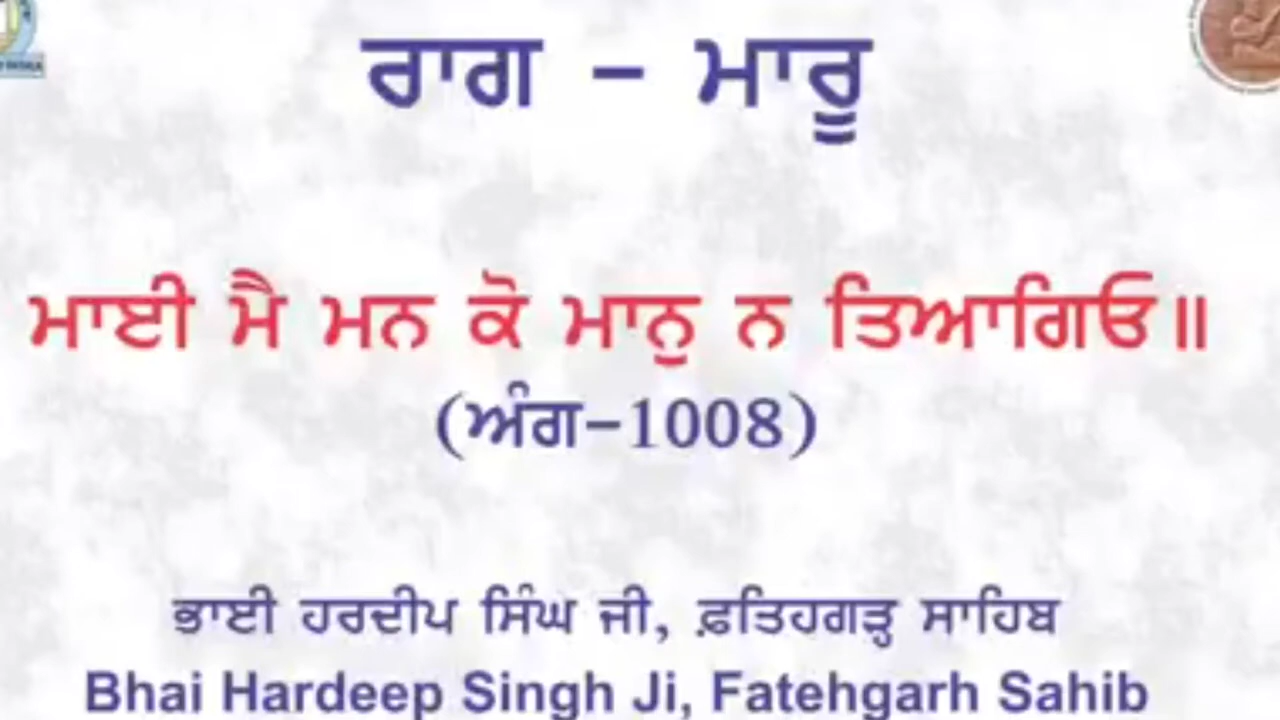 ਰਾਗ - ਮਾਰੂ
ਮਾਈ ਮੈ ਮਨ ਕੋ ਮਾਨੁ ਨ ਤਿਆਗਿਓ॥
(ਅੰਗ-1008)
ਭਾਈ ਹਰਦੀਪ ਸਿੰਘ ਜੀ, ਫ਼ਤਿਹਗੜ੍ਹ ਸਾਹਿਬ
Bhai Hardeep Singh Ji, Fatehgarh Sahib